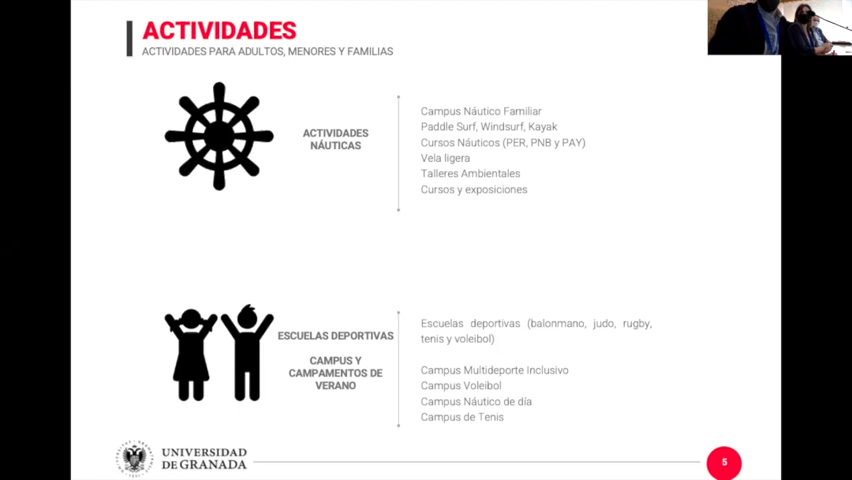 ACTIVIDADES
ACTIVIDADES PARA ADULTOS, MENORES Y FAMILIAS
ACTIVIDADES
NÁUTICAS
Campus Náutico Familiar
Paddle Surf, Windsurf, Kayak
Cursos Náuticos (PER, PNB y PAY)
Vela ligera
Talleres Ambientales
Cursos y exposiciones
ESCUELAS DEPORTIVAS
CAMPUS Y
CAMPAMENTOS DE
VERANO
Escuelas deportivas (balonmano, judo, rugby,
tenis y voleibol)
Campus Multideporte Inclusivo
Campus Voleibol
Campus Náutico de día
Campus de Tenis
UNIVERSIDAD
DE GRANADA
5